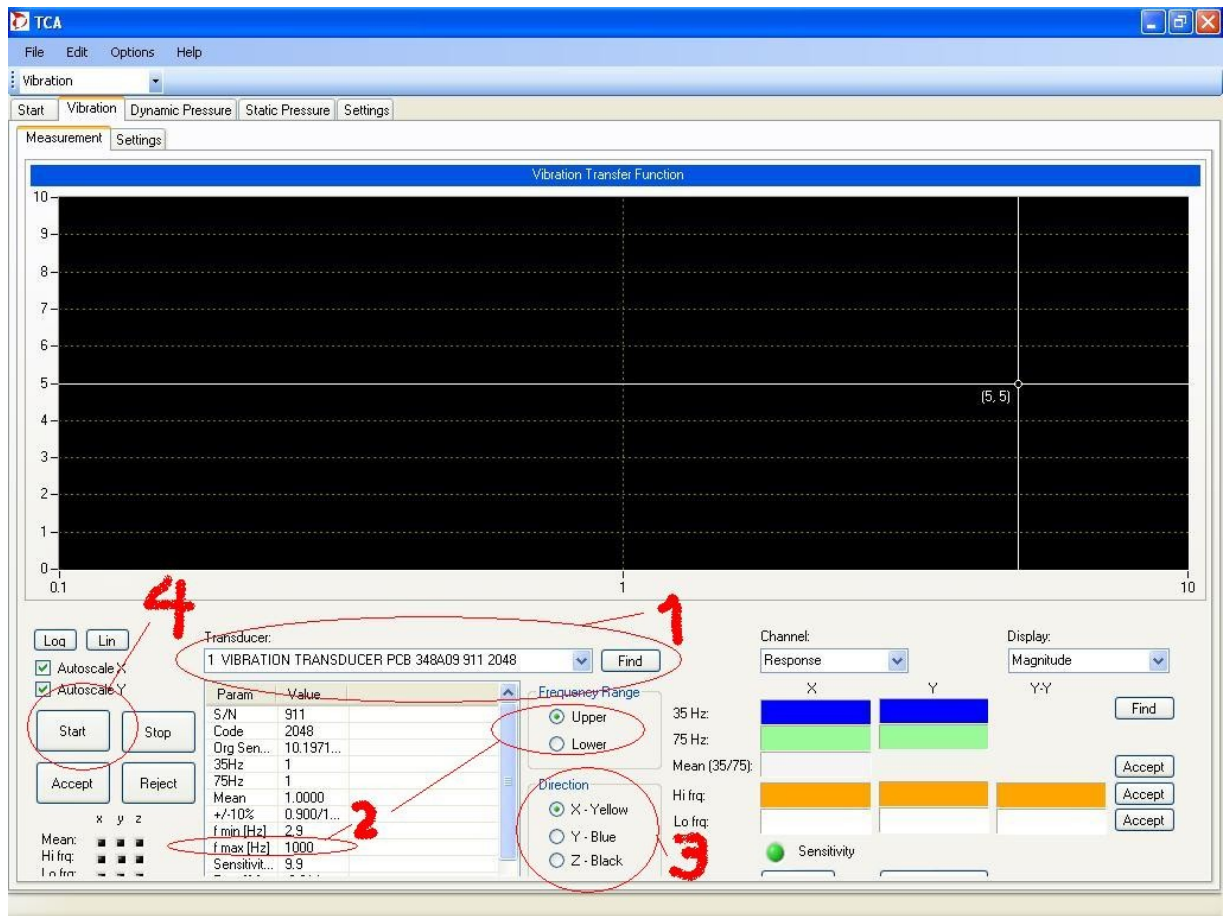 TCA
File Edit Options Help
Vibration
Start Vibration Dynamic Pressure Static Pressure Settings
Measurement Settings
Vibration Transfer Function
10
9
8
7
6
5
(5, 5)
4
3
2
1
0
0.1 1 10
4 1
Log Lin
Transducer:
Channel:
Display:
Autoscale X
1 VIBRATION TRANSDUCER PCB 348A09 911 2048
Find
Response
Magnitude
Autoscale Y
Param Value
Frequency Range
X Y Y-Y
Start Stop
S/N 911
Upper
35 Hz:
Find
Code 2048
Lower
75 Hz:
Org Sen... 10.1971...
35Hz 1
Mean (35/75):
Accept
Accept Reject
75Hz 1
Direction
Mean 1.0000
X - Yellow
Hi frq:
Accept
+/-10% 0.900/1...
2
x y z
f min [Hz] 2.9
Y - Blue
Lo frq:
Accept
Mean:
f max [Hz] 1000
3
Hi frq:
Sensitivit... 9.9
Z - Black
Sensitivity
Lo frq: